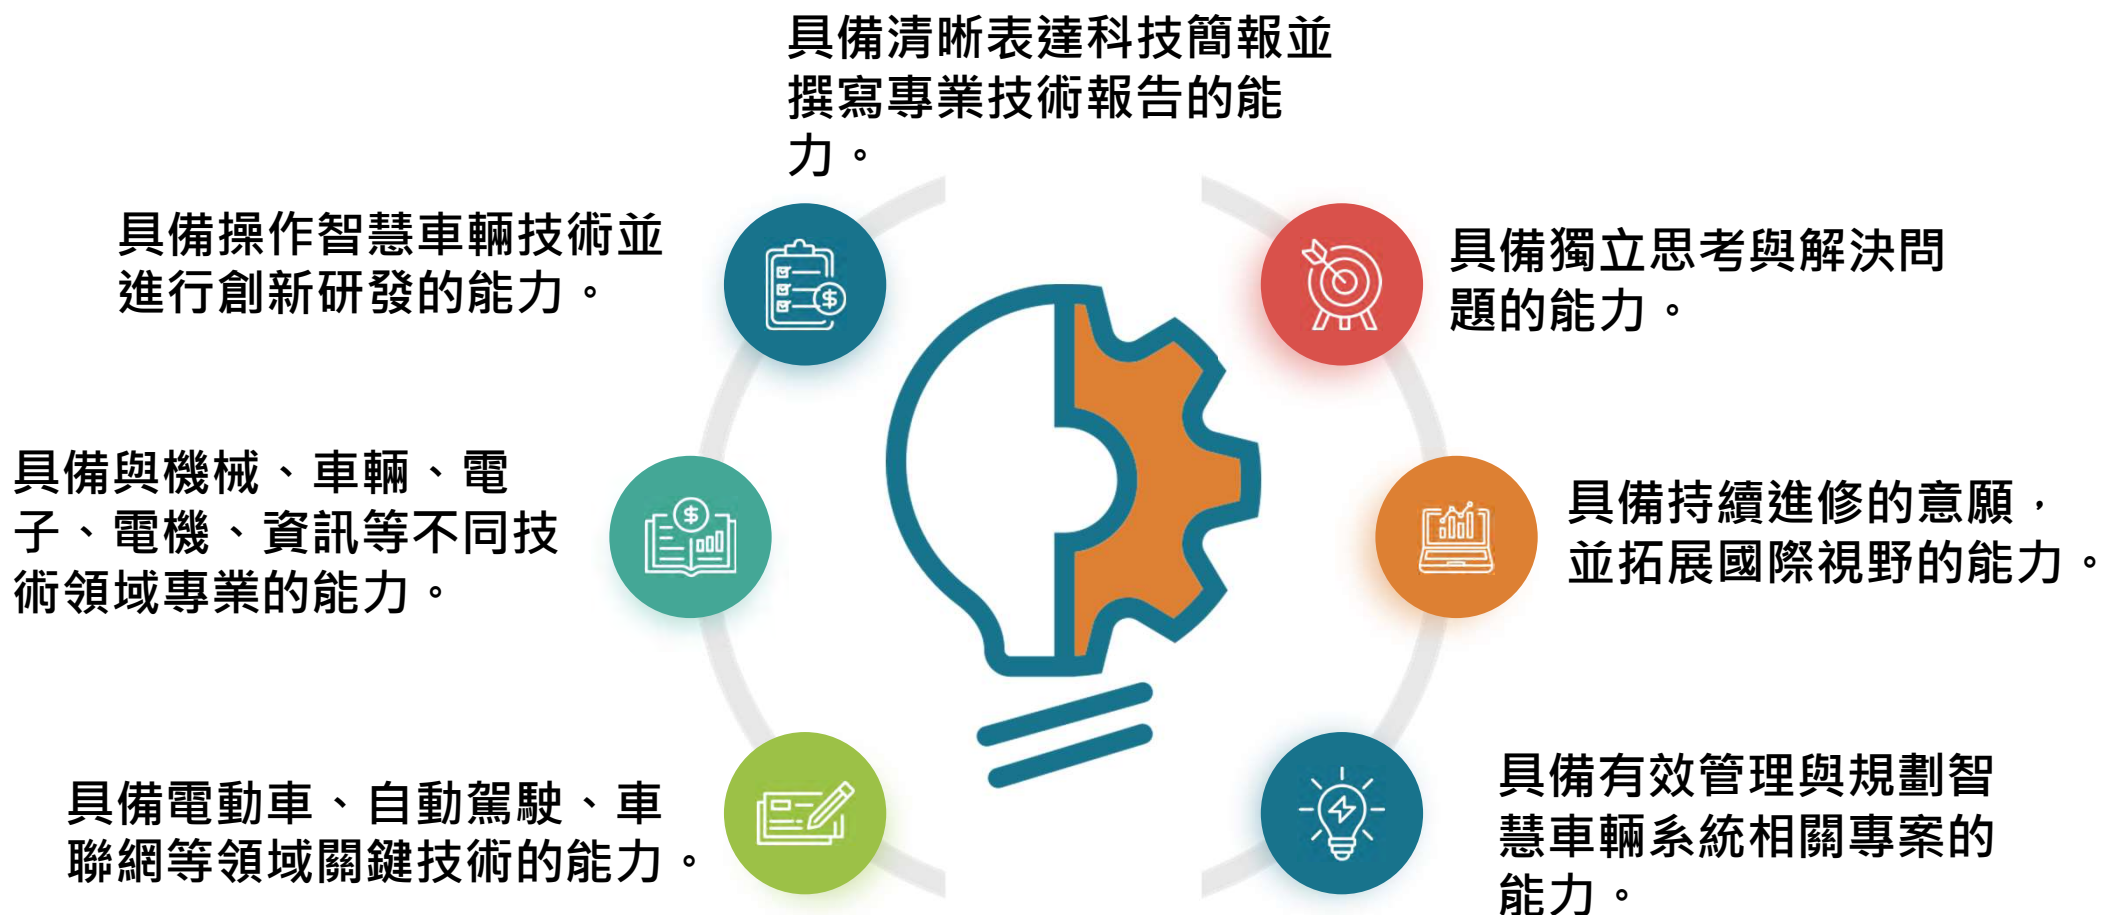 具備清晰表達科技簡報並
撰寫專業技術報告的能
力。
具備操作智慧車輛技術並
進行創新研發的能力。
具備獨立思考與解決問
題的能力。
具備與機械、車輛、電
子、電機、資訊等不同技
術領域專業的能力。
具備持續進修的意願，
並拓展國際視野的能力。
具備電動車、自動駕駛、車
聯網等領域關鍵技術的能力。
具備有效管理與規劃智
慧車輛系統相關專案的
能力。
$
$